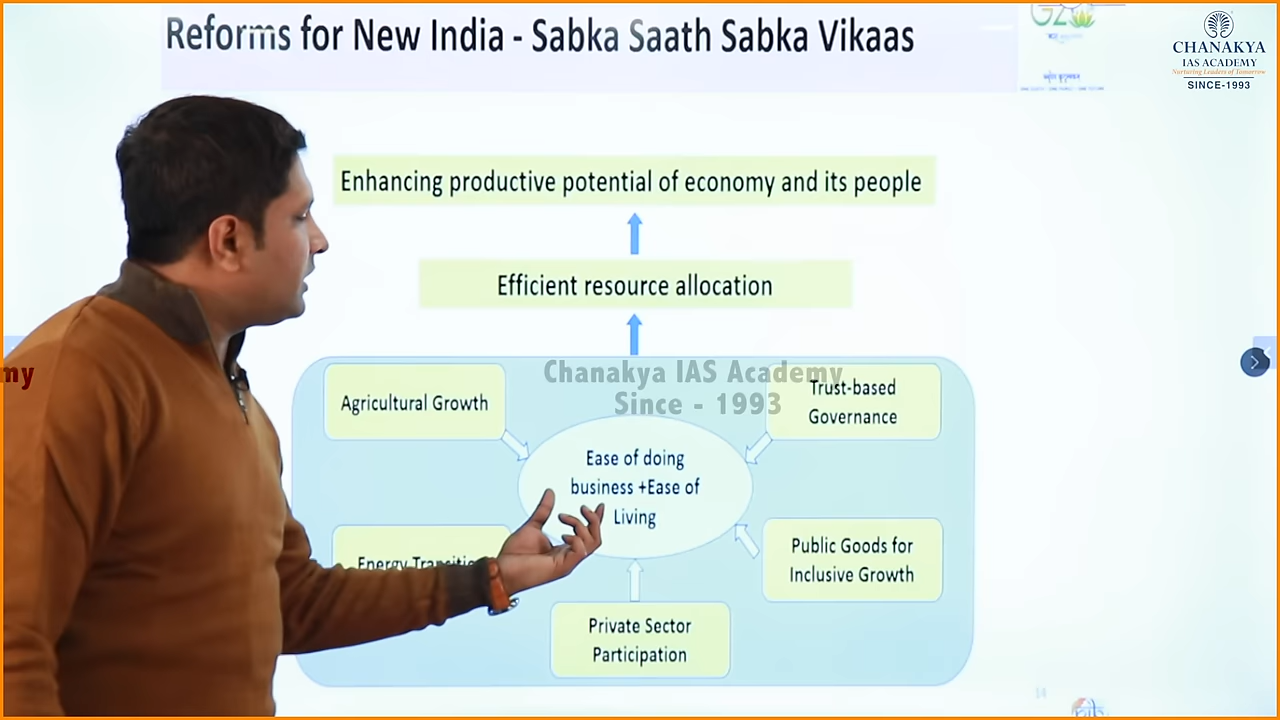 Reforms for New India - Sabka Saath Sabka Vikaas
G20
CHANAKYA
IAS ACADEMY
Nurturing Leaders of Tomorrow
SINCE-1993
Enhancing productive potential of economy and its people
Efficient resource allocation
my
Chanakya IAS Academy
Since - 1993
Agricultural Growth
Trust-based
Governance
Ease of doing
business +Ease of
Living
Energy
Public Goods for
Inclusive Growth
Private Sector
Participation